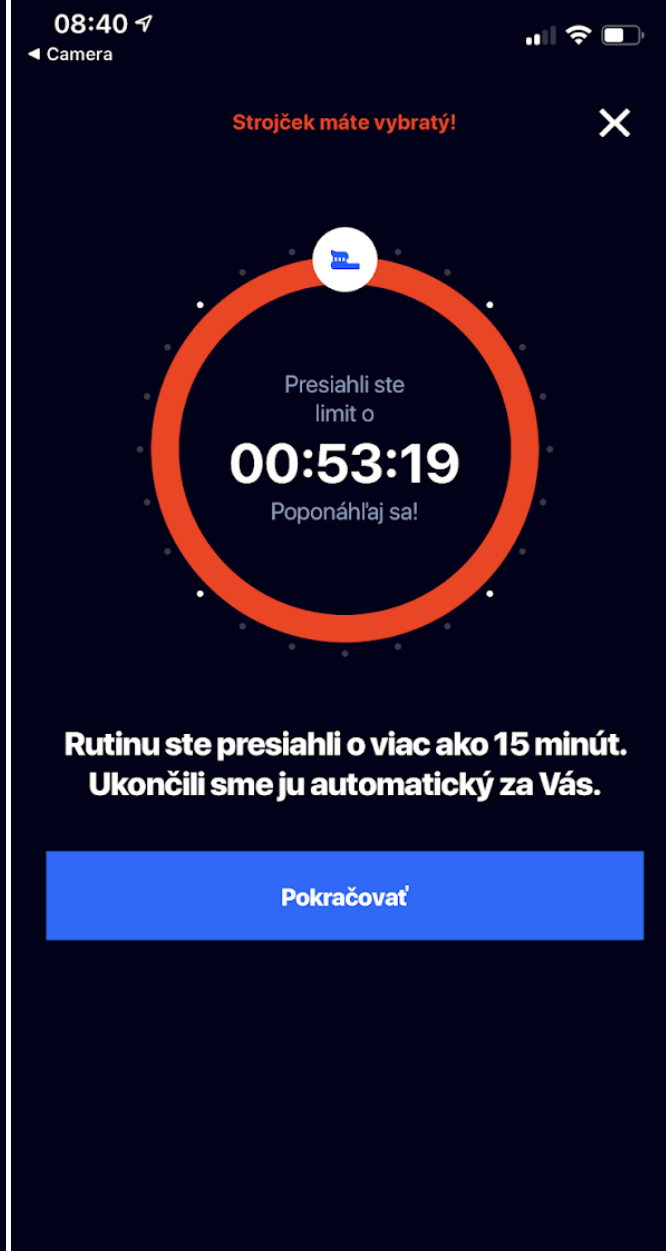 08:40
◀ Camera
Strojček máte vybratý!
Presiahli ste
limit o
00:53:19
Poponáhľaj sa!
Rutinu ste presiahli o viac ako 15 minút.
Ukončili sme ju automatický za Vás.
Pokračovať